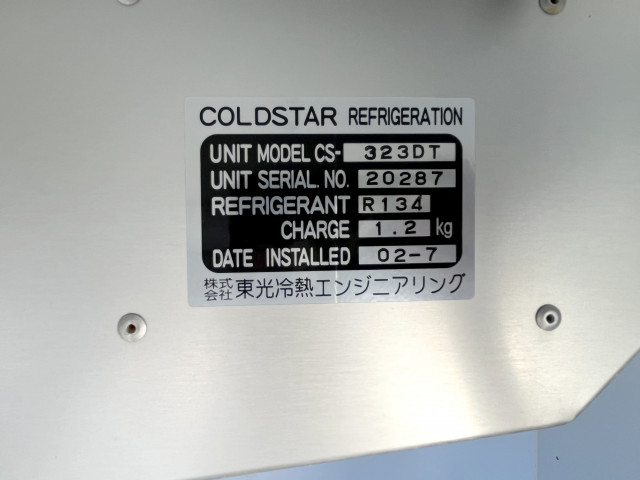 COLDSTAR REFRIGERATION
UNIT MODEL CS- 323DT
UNIT SERIAL. NO. 20287
REFRIGERANT R134
CHARGE 1.2 kg
DATE INSTALLED 02-7
株式会社 東光冷熱エンジニアリング